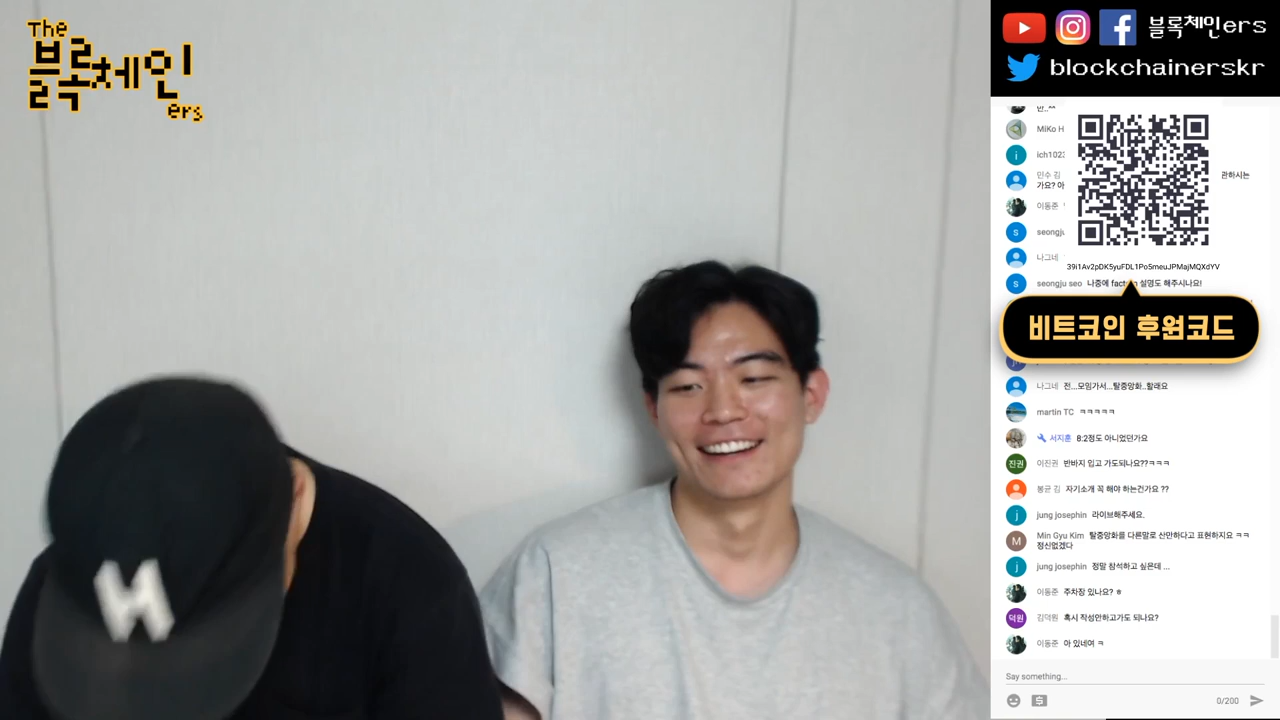 The
블록체인
ers
블록체인ers
blockchainerskr
MiKo H
i
ich1023
민수 김
관하시는
가요? 아
이동준
s
seongju
나그네
39i1Av2pDK5yuFDL1Po5meuJPMajMQXdYV
s
seongju seo 나중에 설명도 해주시나요!
비트코인 후원코드
나그네 전...모임가서...탈중앙화..할래요
martin TC ㅋㅋㅋㅋㅋ
서지훈 8:2정도 아니었던가요
진권
이진권 반바지 입고 가도되나요??ㅋㅋㅋ
봉균 김 자기소개 꼭 해야 하는건가요 ??
j
jung josephin 라이브해주세요.
M
Min Gyu Kim 탈중앙화를 다른말로 산만하다고 표현하지요 ㅋㅋ
정신없겠다
j
jung josephin 정말 참석하고 싶은데 ...
이동준 주차장 있나요? ㅎ
덕원
김덕원 혹시 작성안하고가도 되나요?
이동준 아 있네여 ㅋ
Say something...
0/200
W